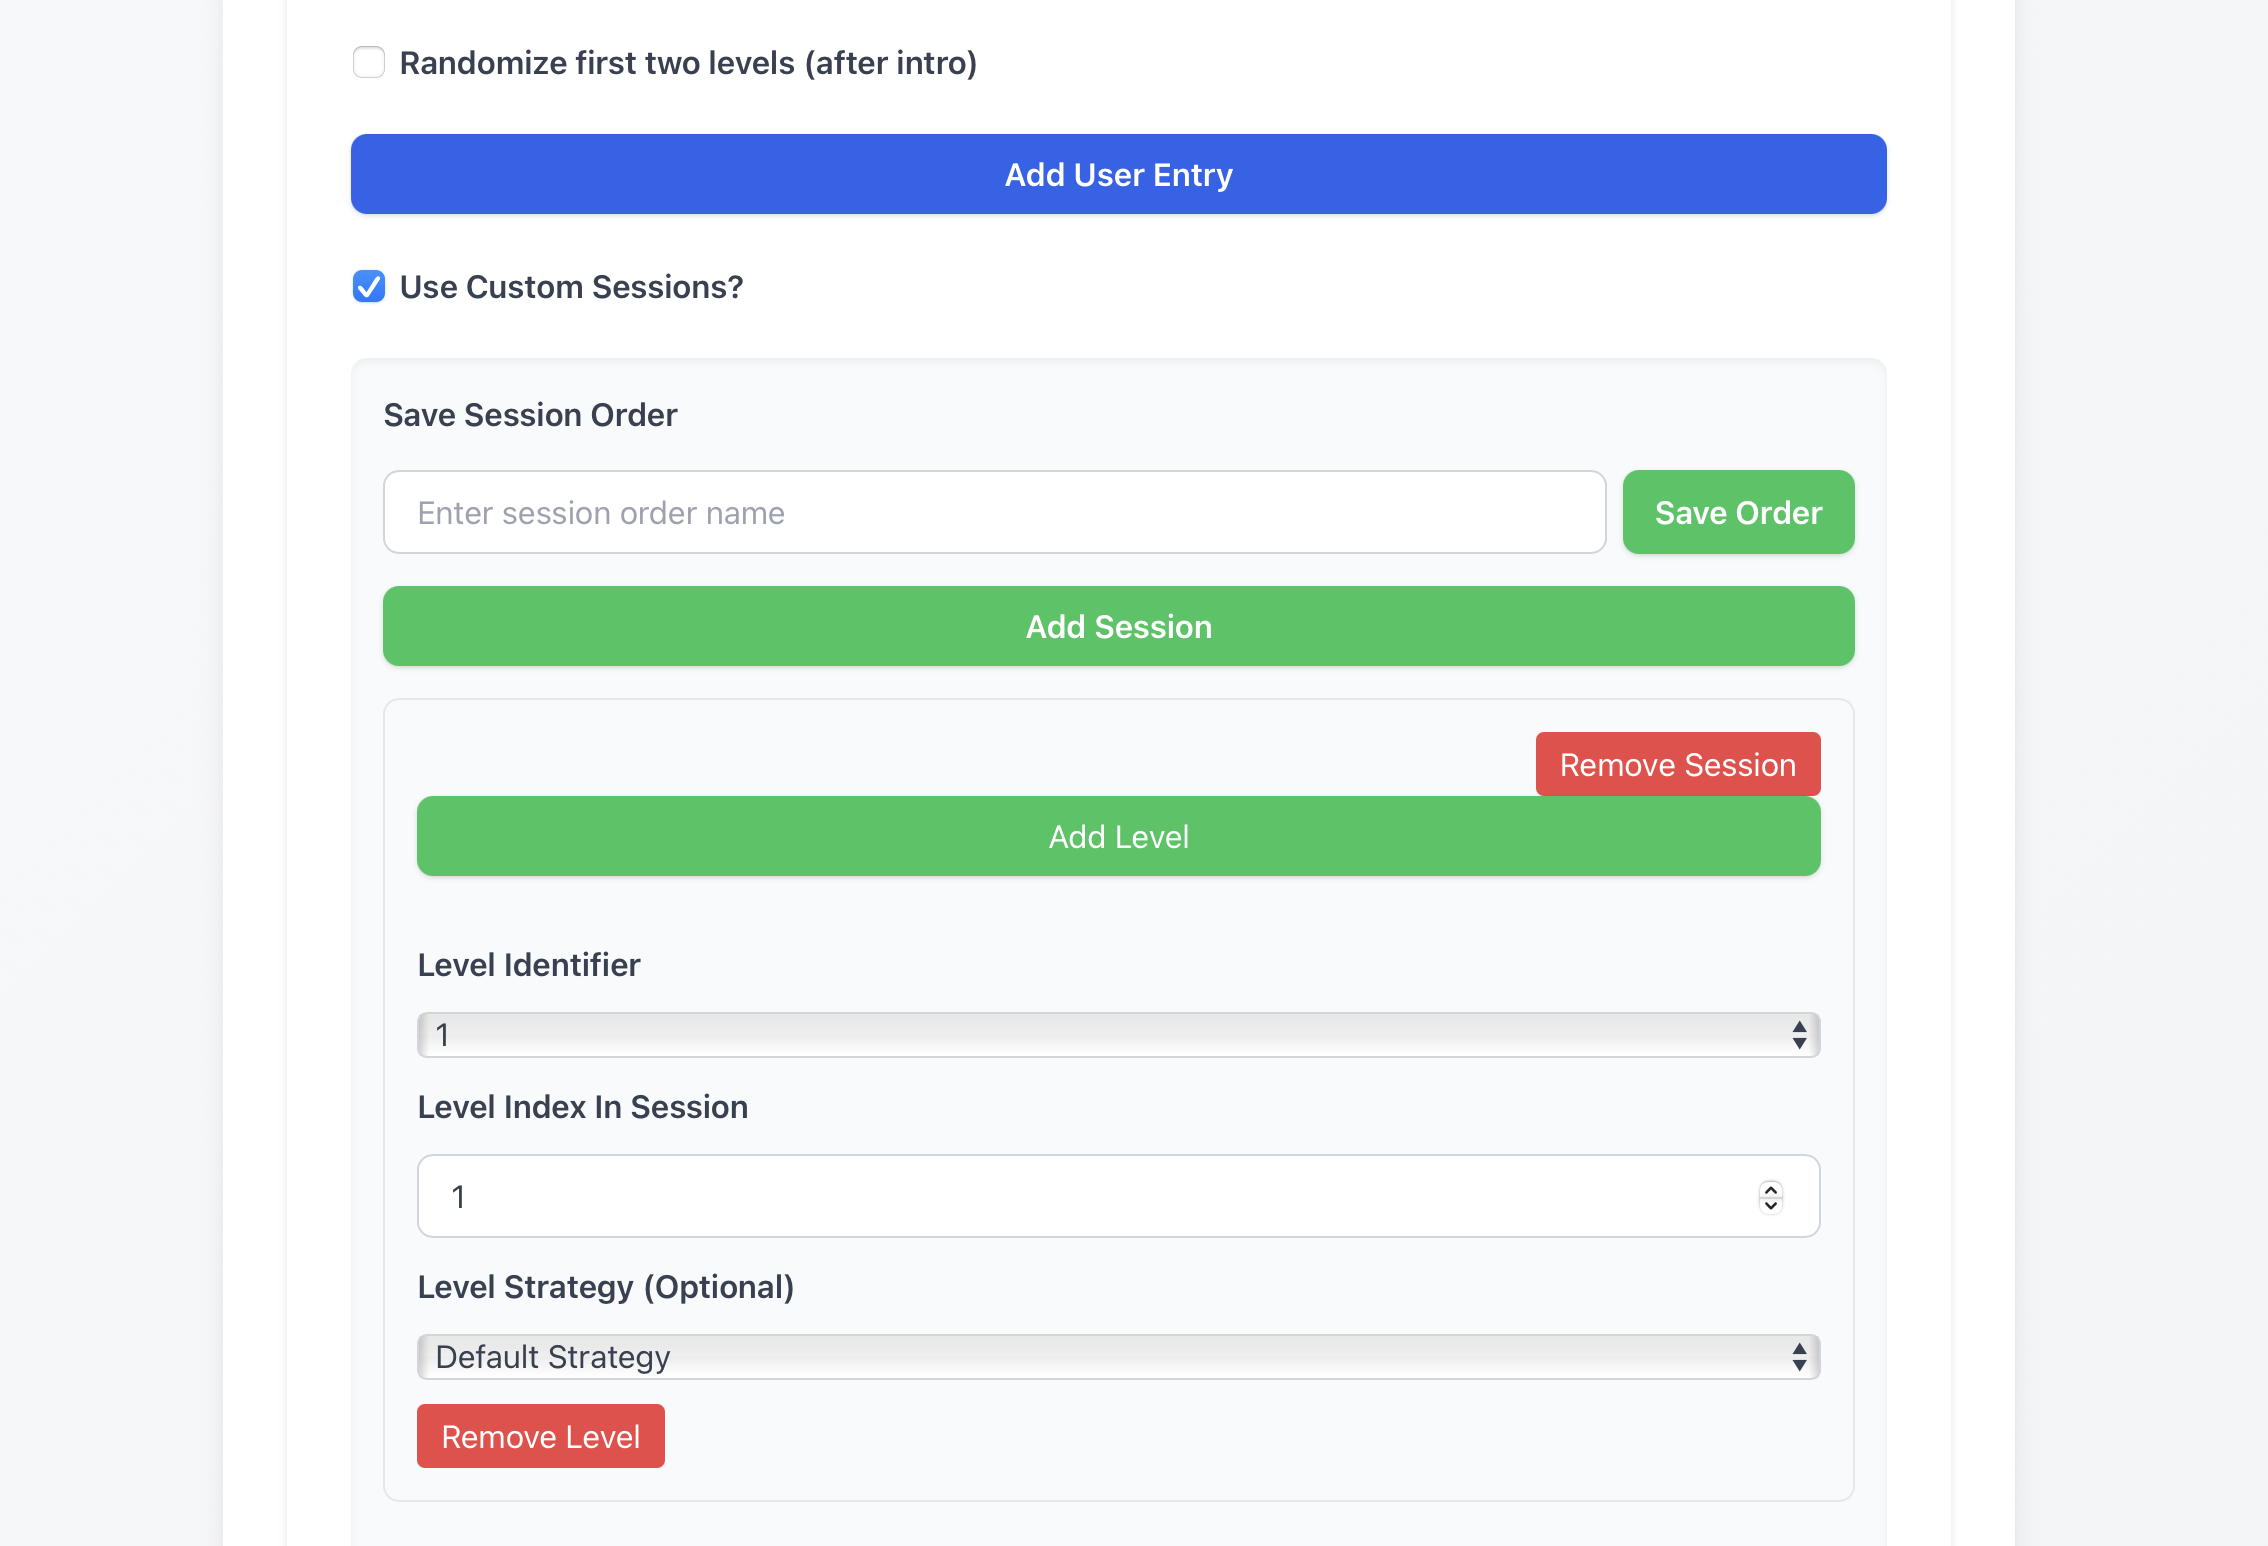 Randomize first two levels (after intro)
Add User Entry
Use Custom Sessions?
Save Session Order
Enter session order name
Save Order
Add Session
Remove Session
Add Level
Level Identifier
1
Level Index In Session
1
Level Strategy (Optional)
Default Strategy
Remove Level